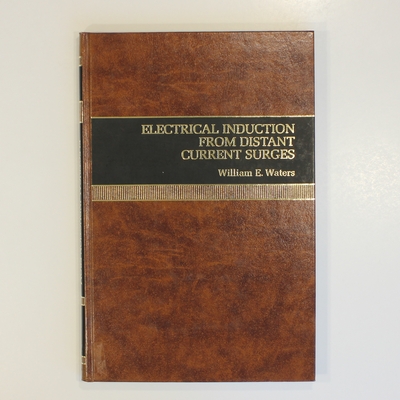 ELECTRICAL INDUCTION
FROM DISTANT
CURRENT SURGES
William E. Waters